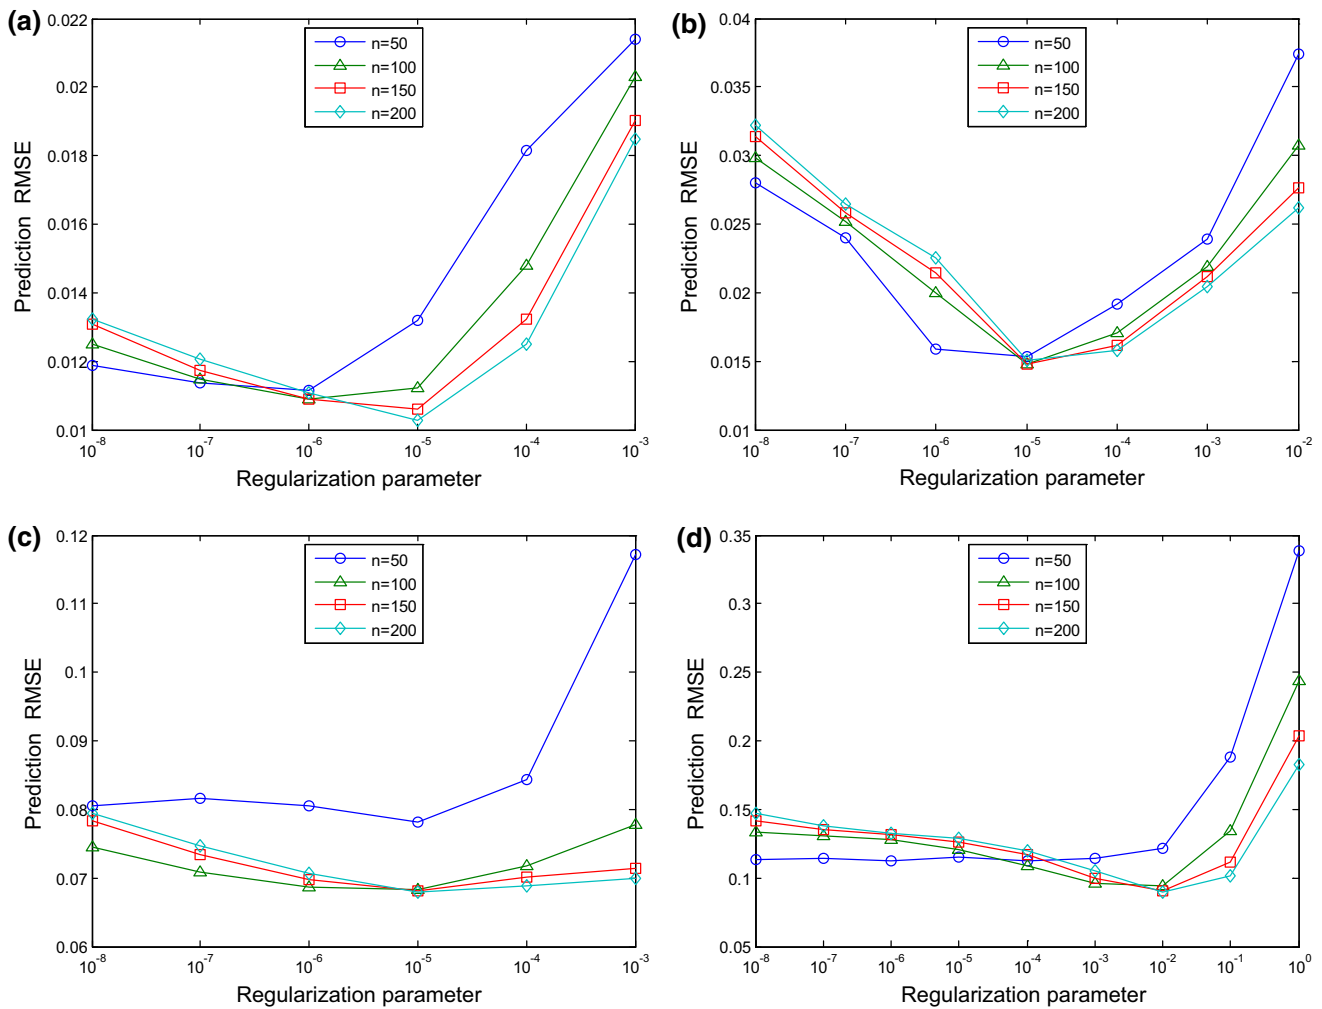 (a)
0.022
0.02
0.018
0.016
0.014
0.012
0.01
Prediction RMSE
n=50
n=100
n=150
n=200
10^-8
10^-7
10^-6
10^-5
10^-4
10^-3
Regularization parameter
(b)
0.04
0.035
0.03
0.025
0.02
0.015
0.01
Prediction RMSE
n=50
n=100
n=150
n=200
10^-8
10^-7
10^-6
10^-5
10^-4
10^-3
10^-2
Regularization parameter
(c)
0.12
0.11
0.1
0.09
0.08
0.07
0.06
Prediction RMSE
n=50
n=100
n=150
n=200
10^-8
10^-7
10^-6
10^-5
10^-4
10^-3
Regularization parameter
(d)
0.35
0.3
0.25
0.2
0.15
0.1
0.05
Prediction RMSE
n=50
n=100
n=150
n=200
10^-8
10^-7
10^-6
10^-5
10^-4
10^-3
10^-2
10^-1
10^0
Regularization parameter